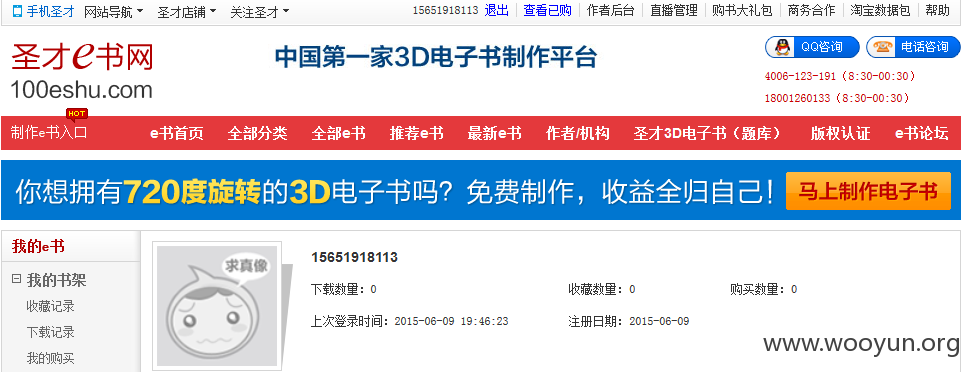 手机圣才 网站导航 圣才店铺 关注圣才 15651918113 退出 查看已购 作者后台 直播管理 购书大礼包 商务合作 淘宝数据包 帮助
圣才e书网 中国第一家3D电子书制作平台 QQ咨询 电话咨询
100eshu.com
4006-123-191（8:30-00:30）
18001260133（8:30-00:30）
HOT
制作e书入口 e书首页 全部分类 全部e书 推荐e书 最新e书 作者/机构 圣才3D电子书（题库） 版权认证 e书论坛
你想拥有720度旋转的3D电子书吗？免费制作，收益全归自己！ 马上制作电子书
我的e书
我的书架
收藏记录
下载记录
我的购买
求真像
15651918113
下载数量：0 收藏数量：0 购买数量：0
上次登录时间：2015-06-09 19:46:23 注册日期：2015-06-09
www.wooyun.org